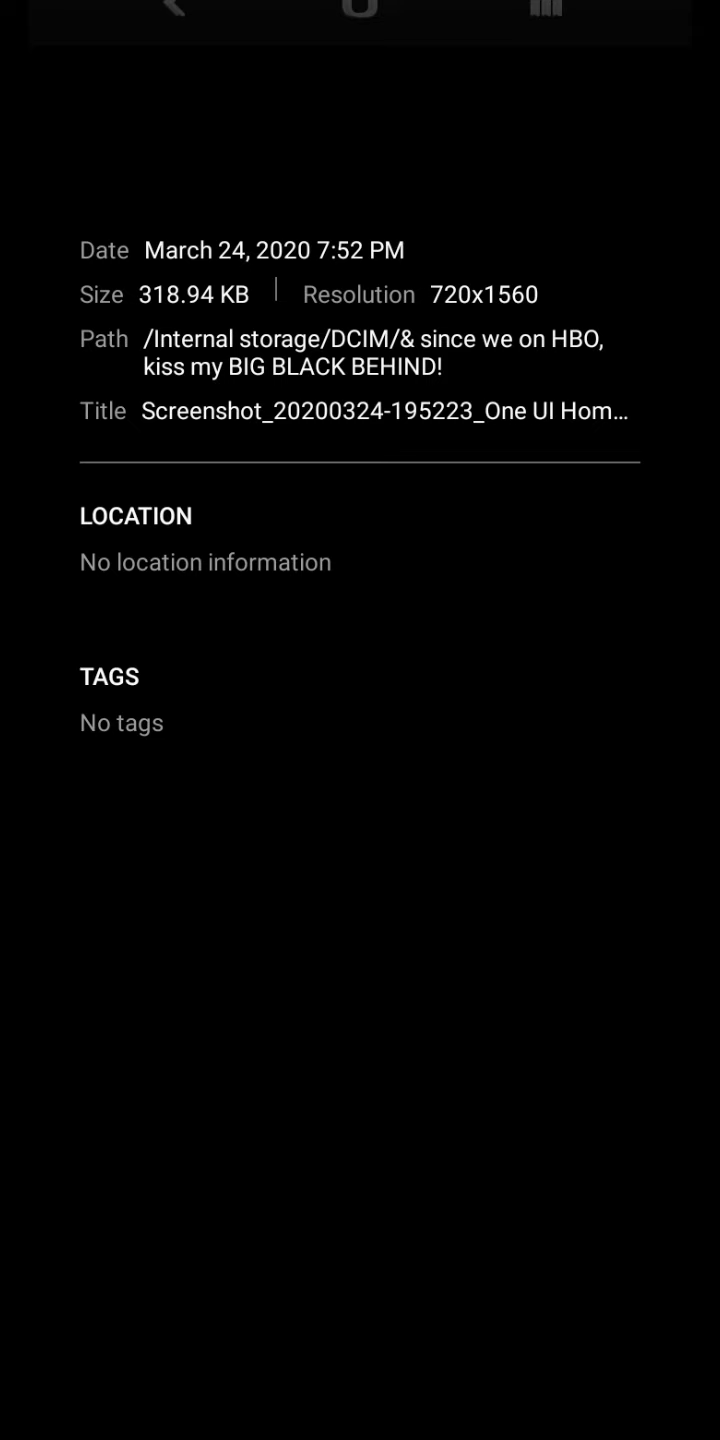 Date March 24, 2020 7:52 PM
Size 318.94 KB | Resolution 720x1560
Path /Internal storage/DCIM/& since we on HBO,
kiss my BIG BLACK BEHIND!
Title Screenshot_20200324-195223_One UI Hom...
LOCATION
No location information
TAGS
No tags